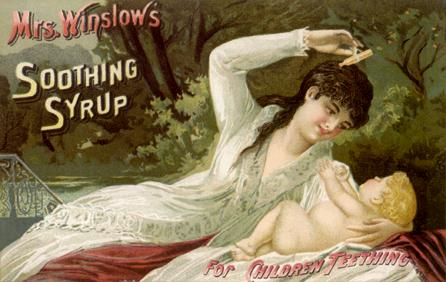 Mrs. Winslow's
SOOTHING
SYRUP
FOR CHILDREN TEETHING